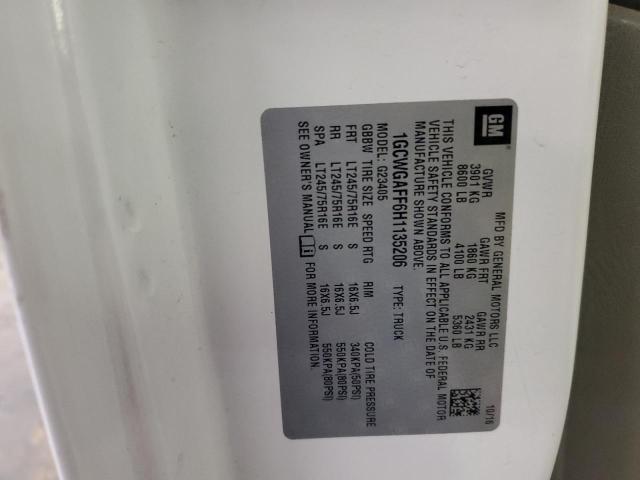 GM
MFD BY GENERAL MOTORS LLC 10/16
GVWR GAWR FRT GAWR RR
3901 KG 1860 KG 2431 KG
8600 LB 4100 LB 5360 LB
THIS VEHICLE CONFORMS TO ALL APPLICABLE U.S. FEDERAL MOTOR
VEHICLE SAFETY STANDARDS IN EFFECT ON THE DATE OF
MANUFACTURE SHOWN ABOVE.
1GCWGAFF6H1135206 TYPE: TRUCK
MODEL: G23405
GBBW TIRE SIZE SPEED RTG RIM COLD TIRE PRESSURE
FRT LT245/75R16E S 16X6.5J 340KPA(50PSI)
RR LT245/75R16E S 16X6.5J 550KPA(80PSI)
SPA LT245/75R16E S 16X6.5J 550KPA(80PSI)
SEE OWNER'S MANUAL i FOR MORE INFORMATION.